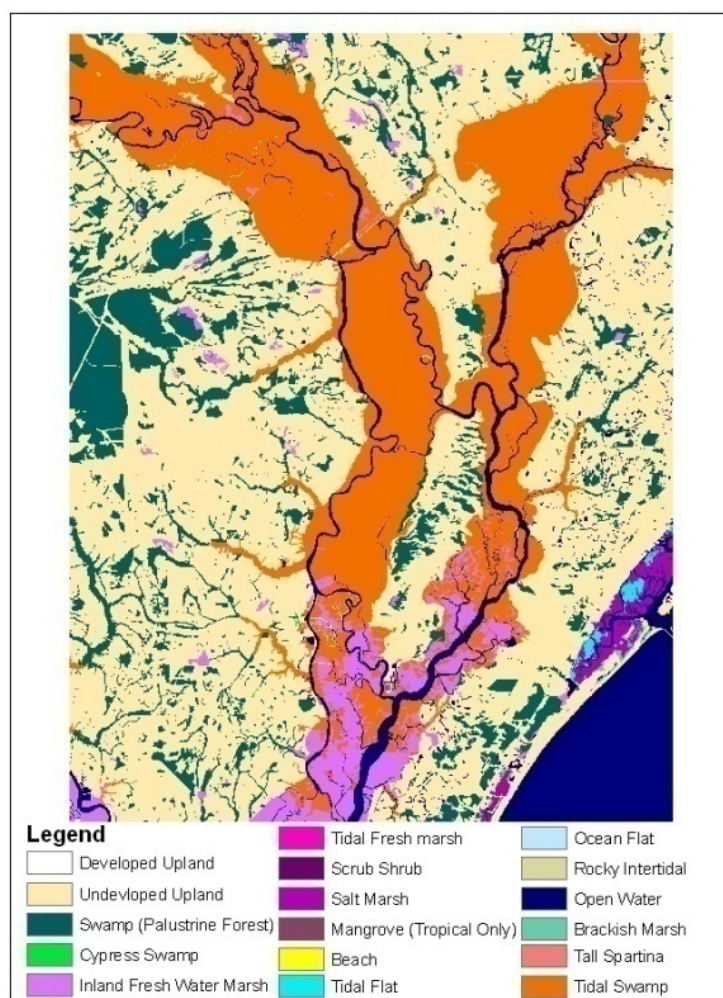 Legend
Developed Upland
Undevloped Upland
Swamp (Palustrine Forest)
Cypress Swamp
Inland Fresh Water Marsh
Tidal Fresh marsh
Scrub Shrub
Salt Marsh
Mangrove (Tropical Only)
Beach
Tidal Flat
Ocean Flat
Rocky Intertidal
Open Water
Brackish Marsh
Tall Spartina
Tidal Swamp